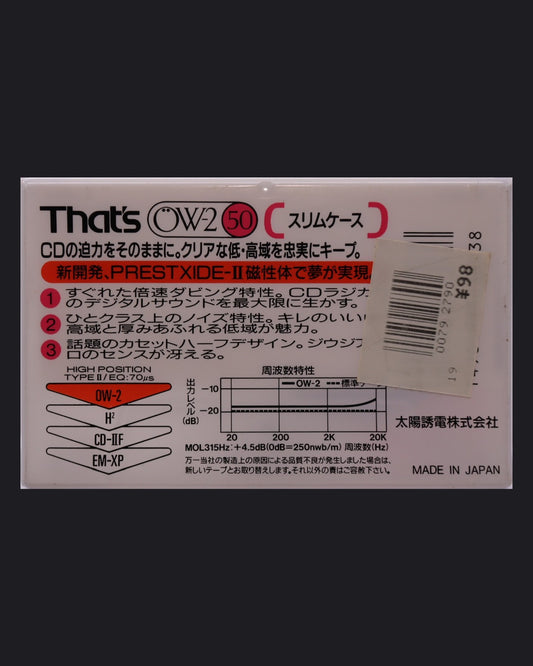 That's ÖW-2 50 【スリムケース】
CDの迫力をそのままに。クリアな低・高域を忠実にキープ。
新開発、PRESTXIDE-II磁性体で夢が実現。
1 すぐれた倍速ダビング特性。CDラジカ
のデジタルサウンドを最大限に生かす。
2 ひとクラス上のノイズ特性。キレのいい
高域と厚みあふれる低域が魅力。
3 話題のカセットハーフデザイン。ジウジア
ロのセンスが冴える。
HIGH POSITION
TYPE II/EQ:70μs
OW-2
H²
CD-IIF
EM-XP
周波数特性
OW-2 標準テ
出力レベル(dB)
-10
-20
20 200 2K 20K
MOL315Hz:+4.5dB(0dB=250nwb/m) 周波数(Hz)
万一当社の製造上の原因による品質不良が発生しました場合は、
新しいテープとお取り替えします。それ以外の責はご容赦下さい。
太陽誘電株式会社
MADE IN JAPAN
19 0079 2790
38